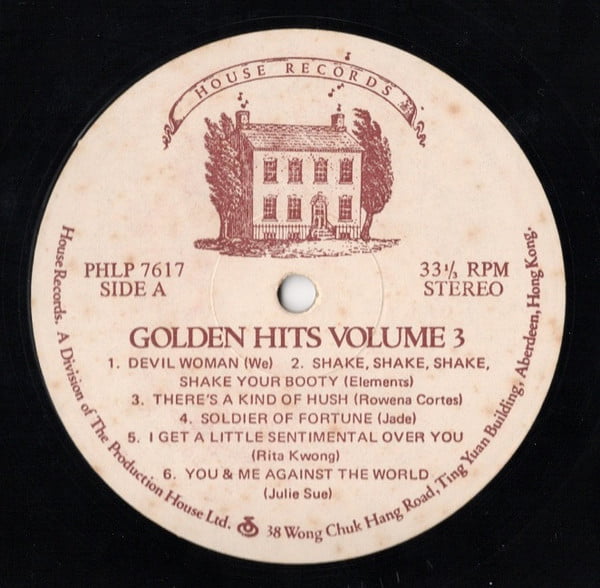 HOUSE RECORDS
PHLP 7617
SIDE A
33⅓ RPM
STEREO
GOLDEN HITS VOLUME 3
1. DEVIL WOMAN (We) 2. SHAKE, SHAKE, SHAKE,
SHAKE YOUR BOOTY (Elements)
3. THERE'S A KIND OF HUSH (Rowena Cortes)
4. SOLDIER OF FORTUNE (Jade)
5. I GET A LITTLE SENTIMENTAL OVER YOU
(Rita Kwong)
6. YOU & ME AGAINST THE WORLD
(Julie Sue)
House Records. A Division of The Production House Ltd. 38 Wong Chuk Hang Road, Ting Yuan Building, Aberdeen, Hong Kong.